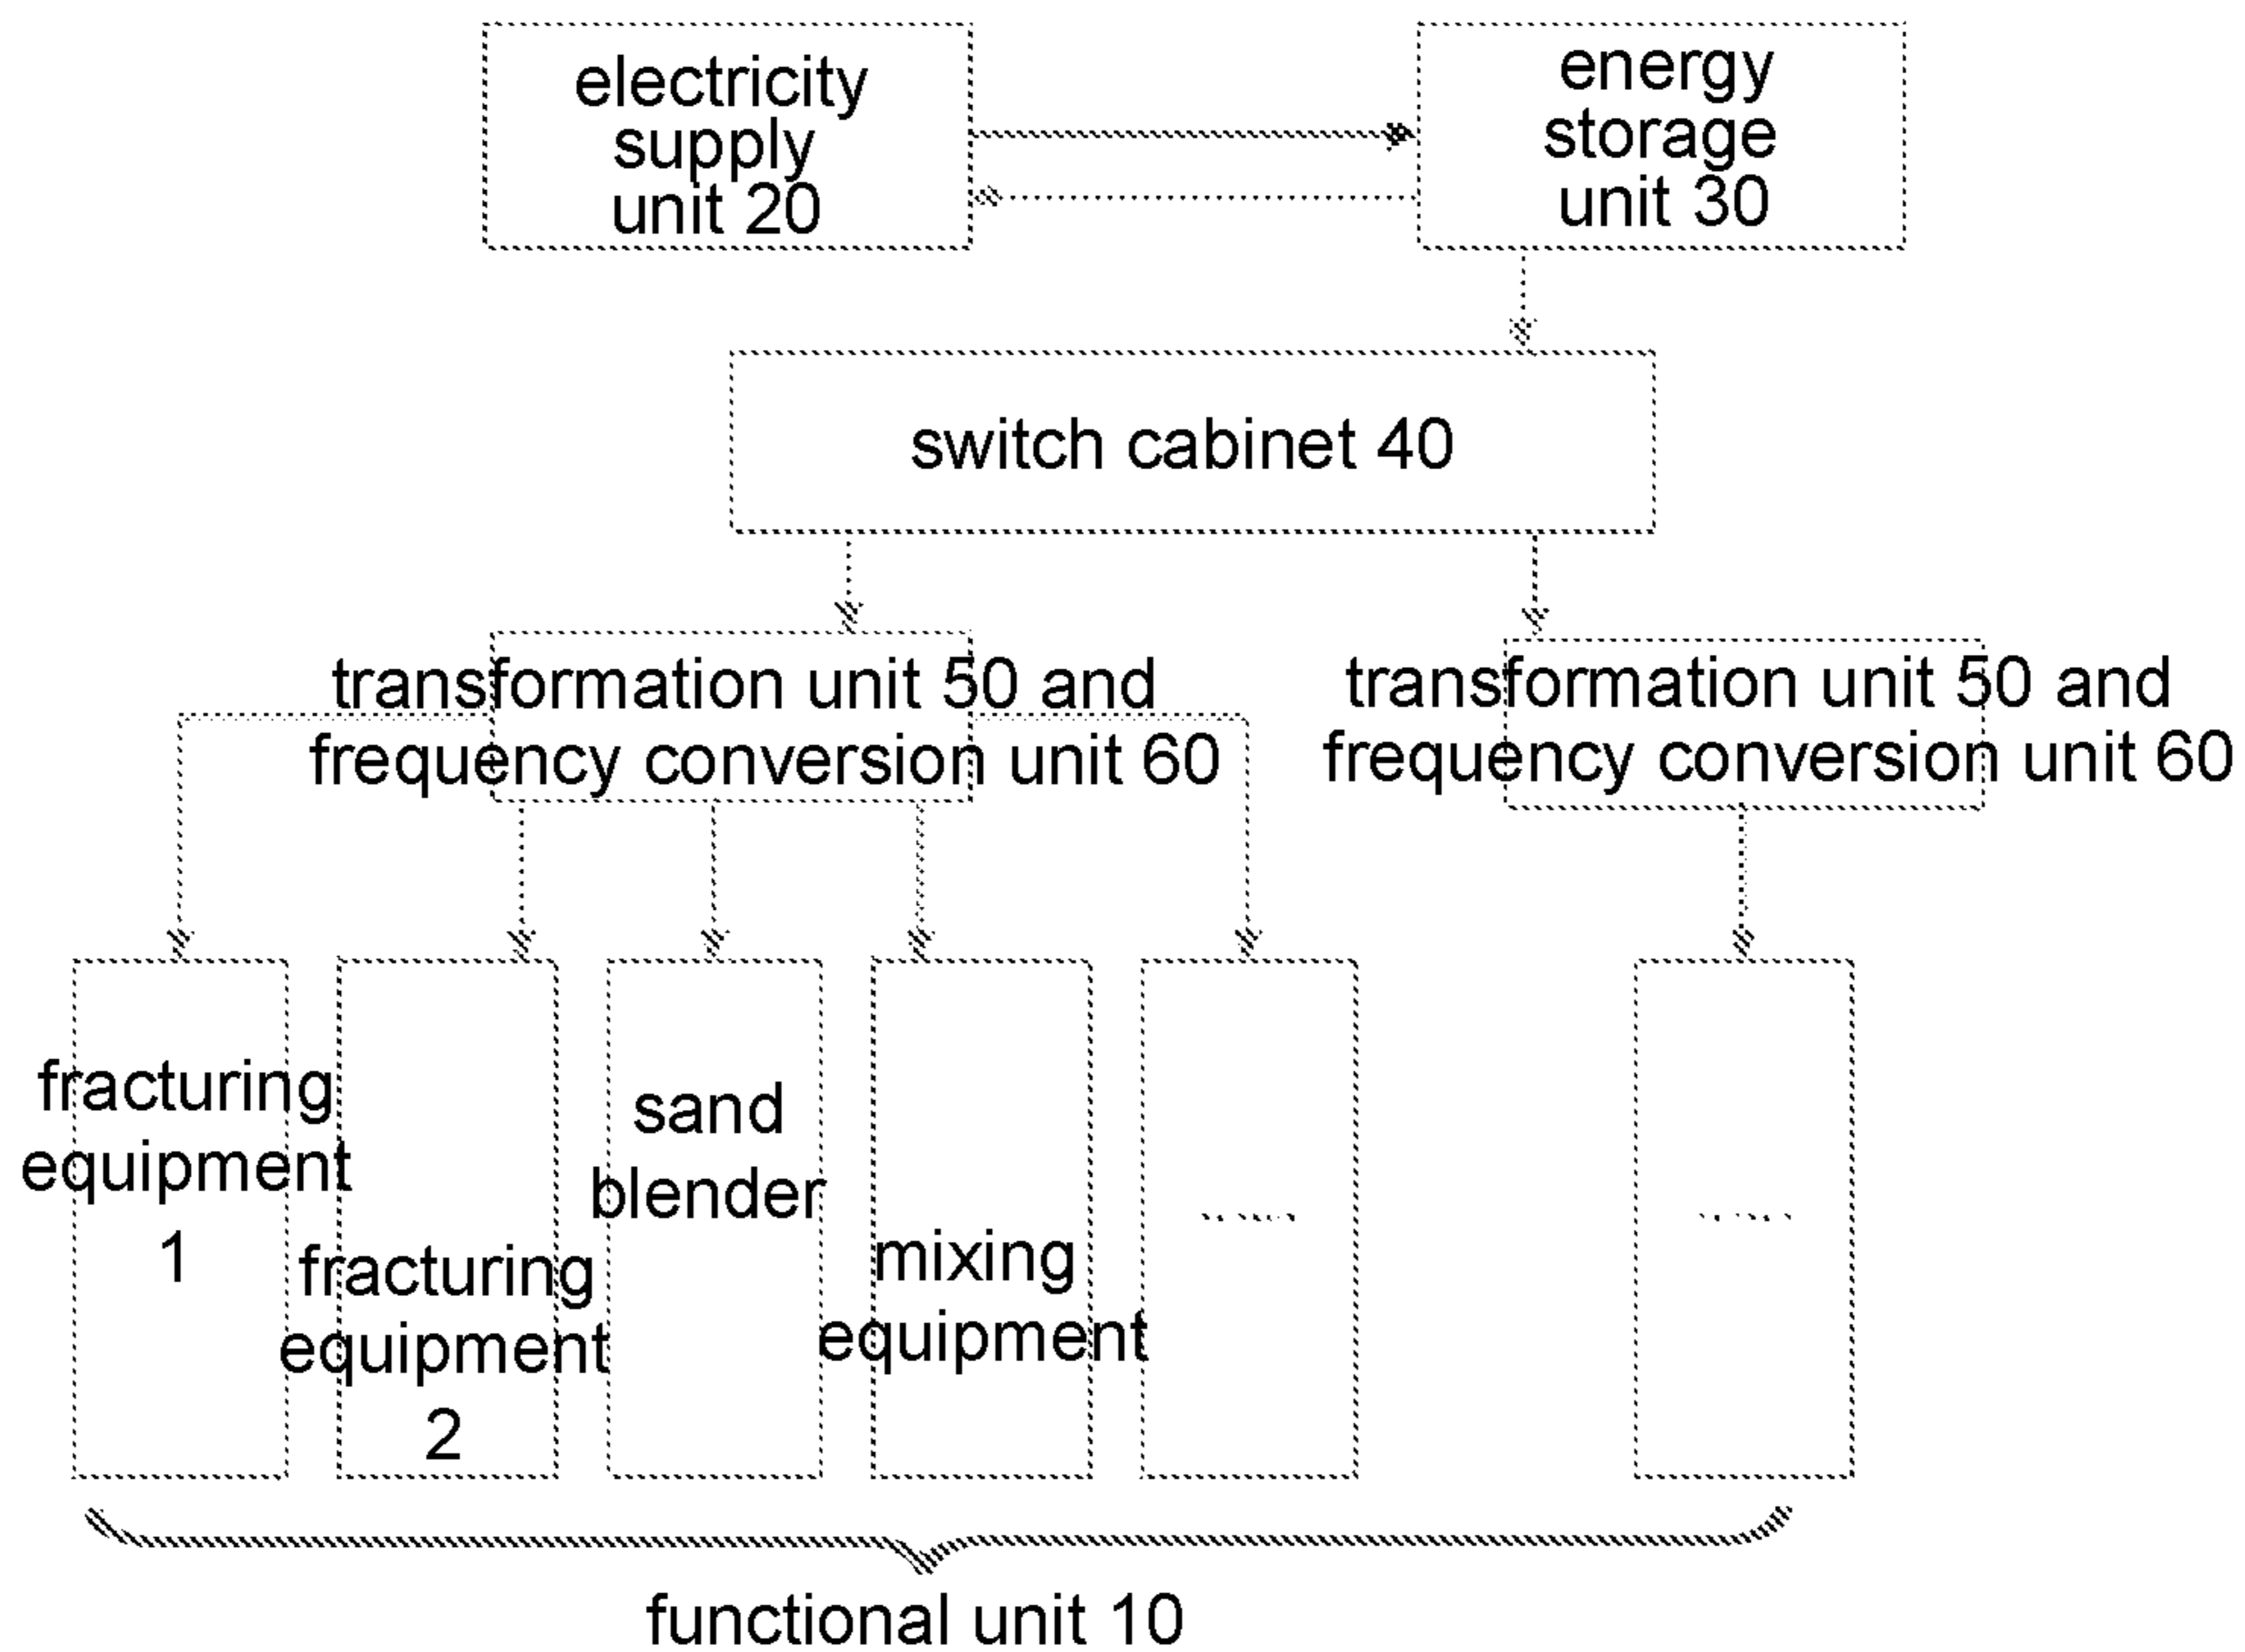 electricity
supply
unit 20
energy
storage
unit 30
switch cabinet 40
transformation unit 50 and
frequency conversion unit 60
transformation unit 50 and
frequency conversion unit 60
fracturing
equipment
1
fracturing
equipment
2
sand
blender
mixing
equipment
......
......
functional unit 10